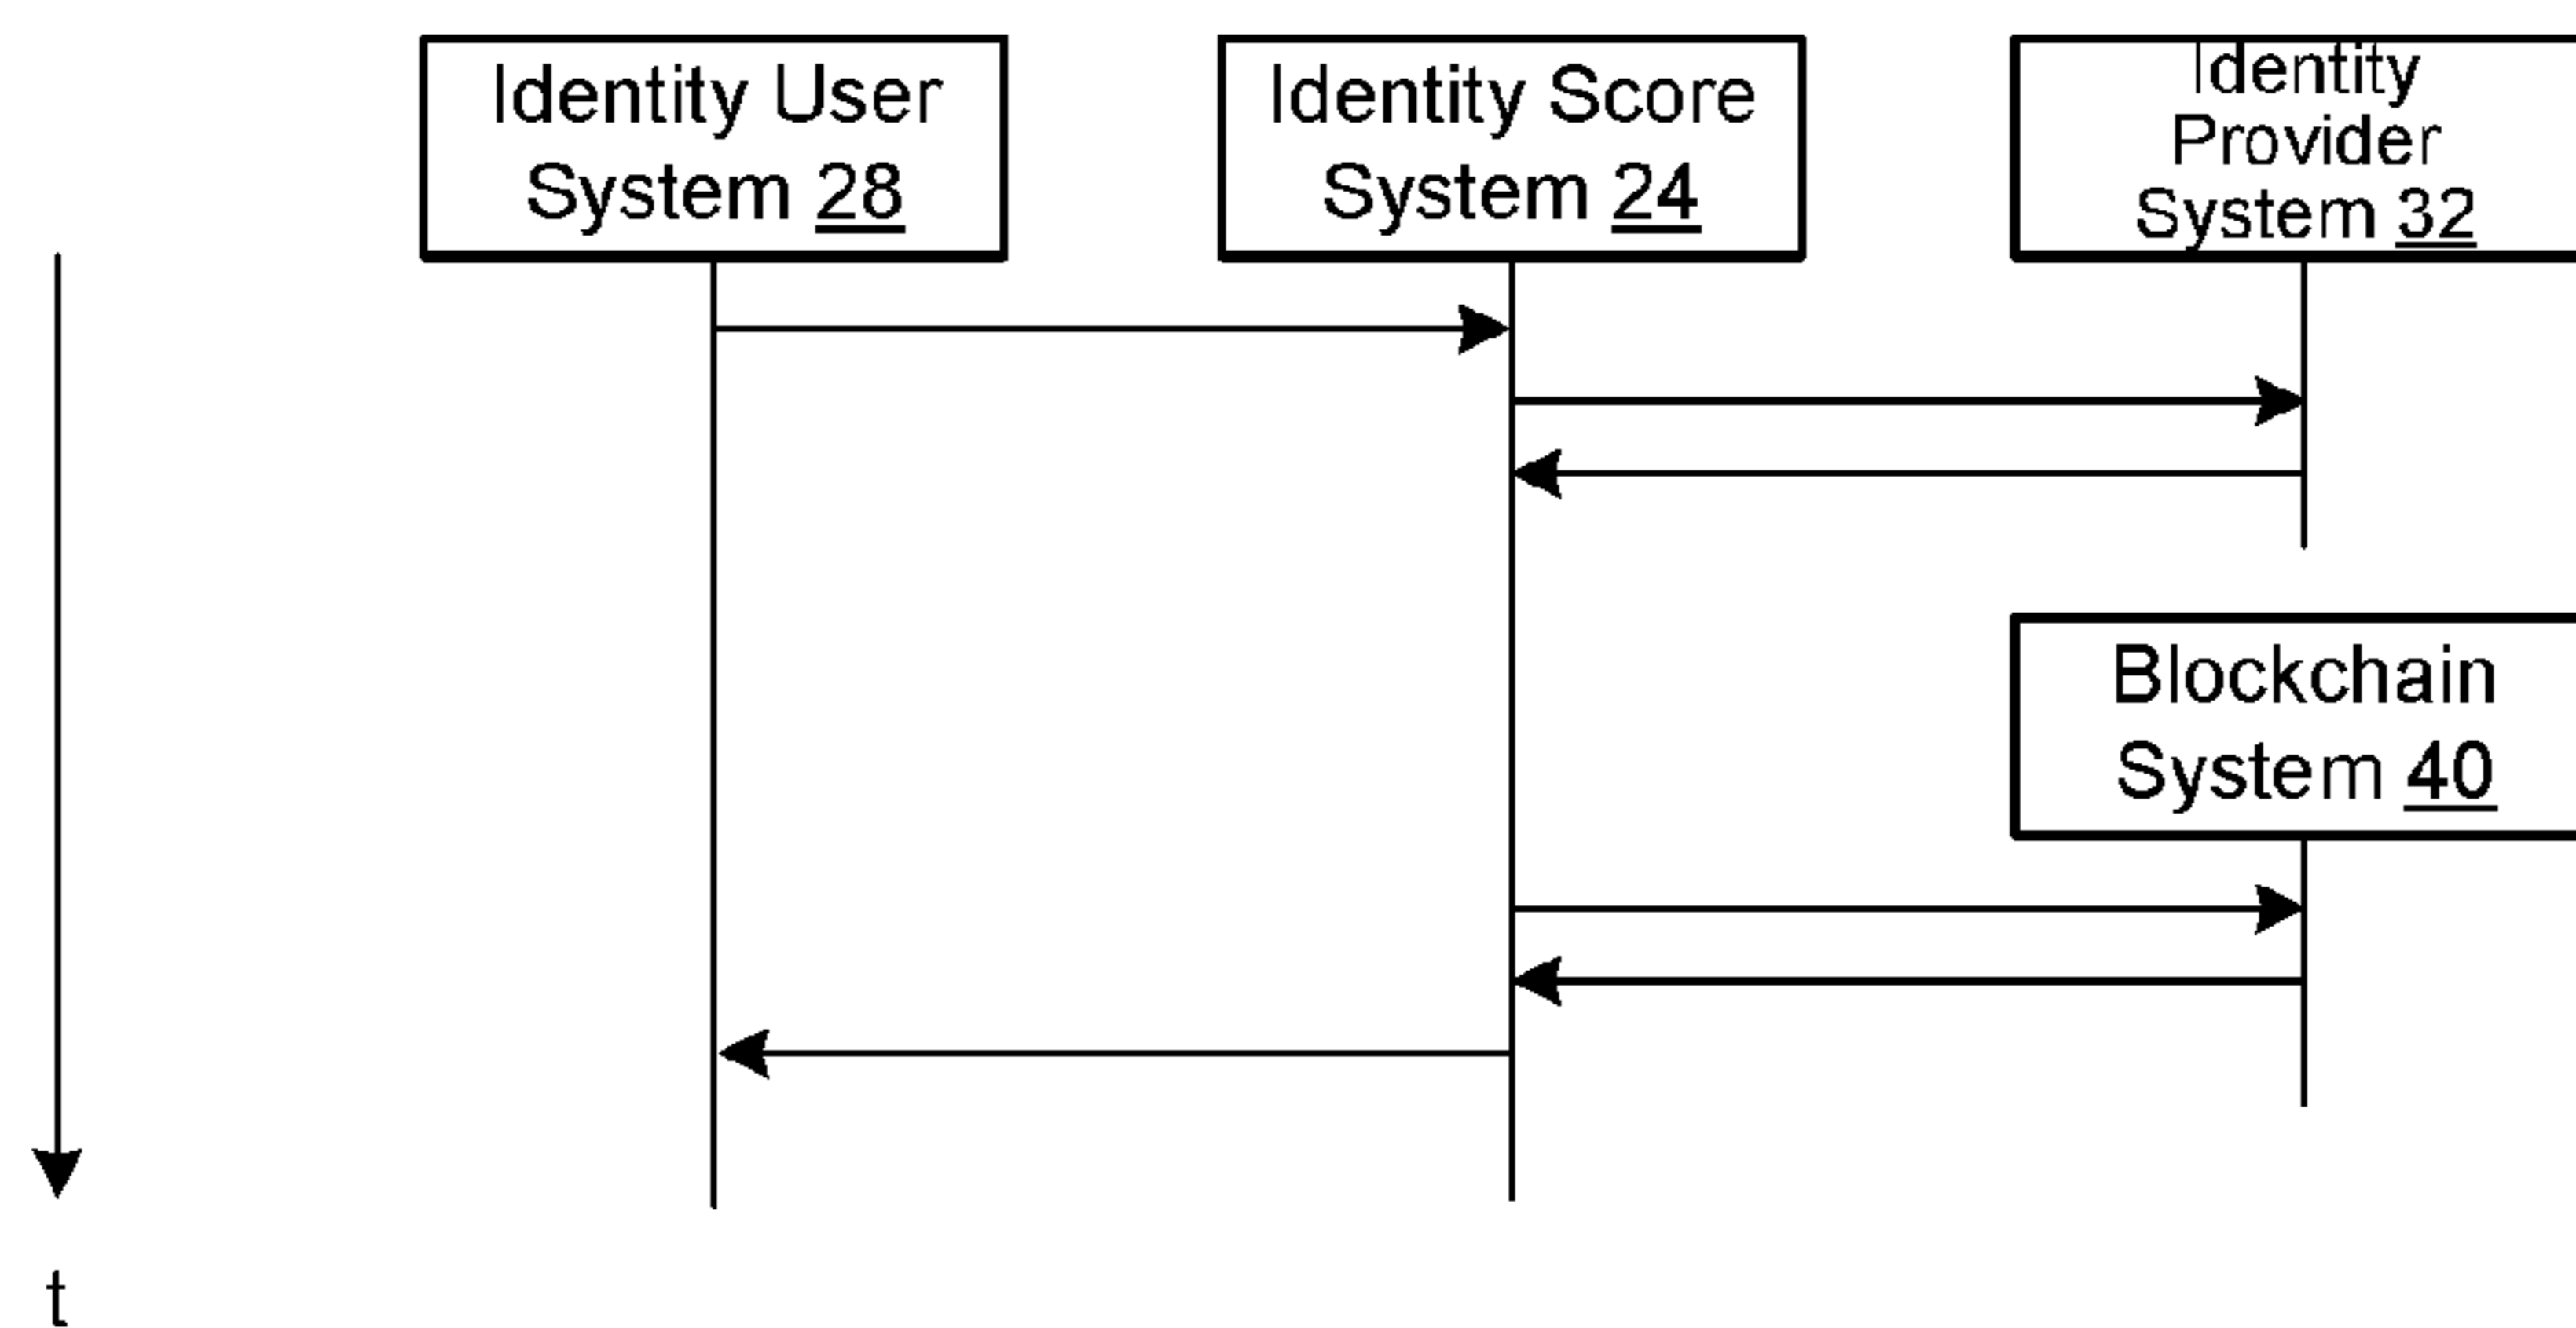 Identity User
System 28
Identity Score
System 24
Identity
Provider
System 32
Blockchain
System 40
t